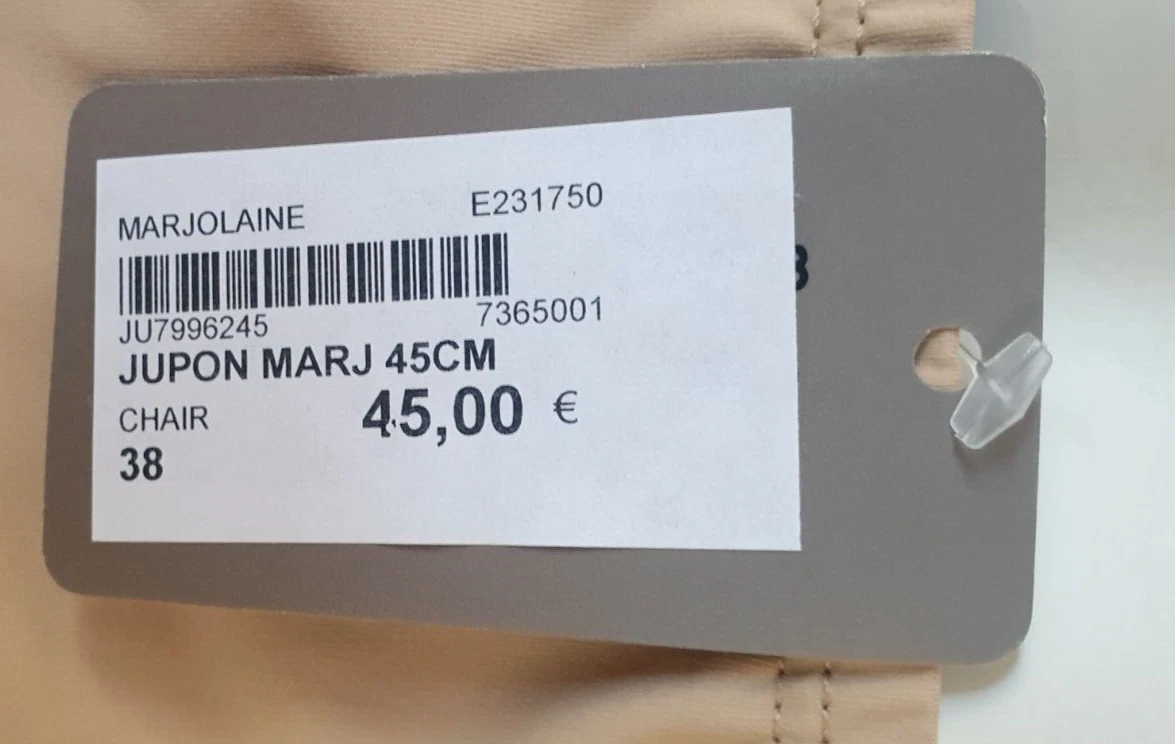 MARJOLAINE E231750
JU7996245 7365001
JUPON MARJ 45CM
CHAIR 45,00 €
38